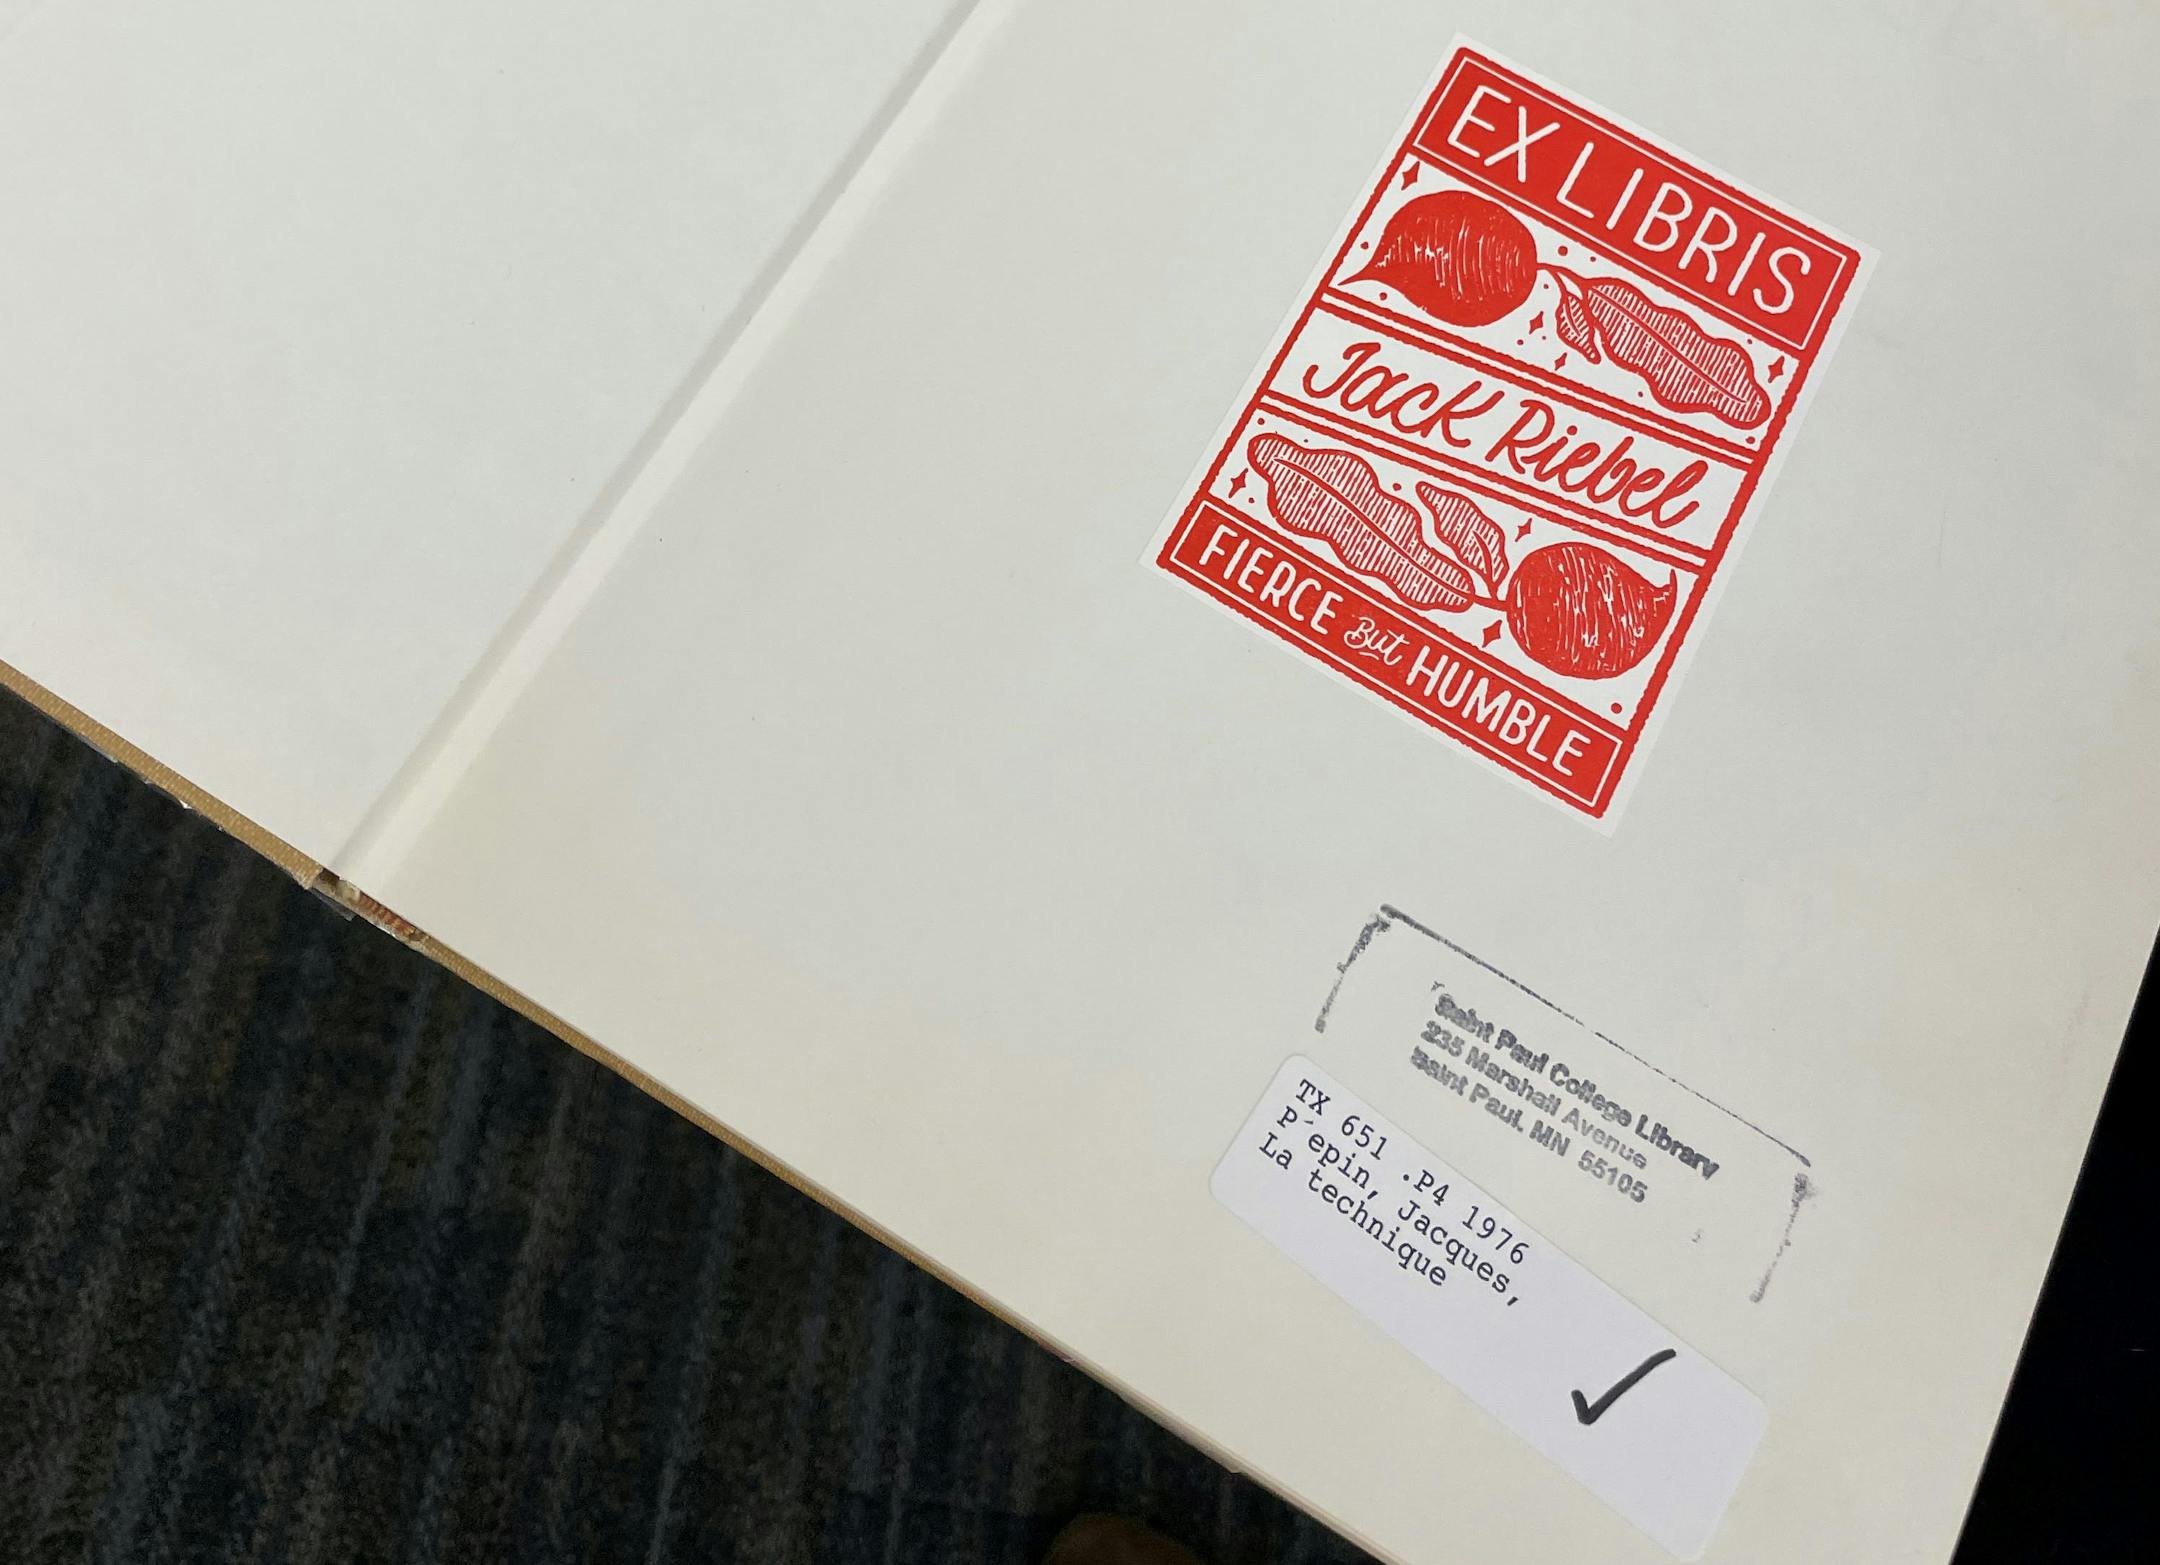 EX LIBRIS
Jack Riebel
FIERCE But HUMBLE
Saint Paul College Library
235 Marshall Avenue
Saint Paul, MN 55105
TX 651 .P4 1976
P´epin, Jacques,
La technique